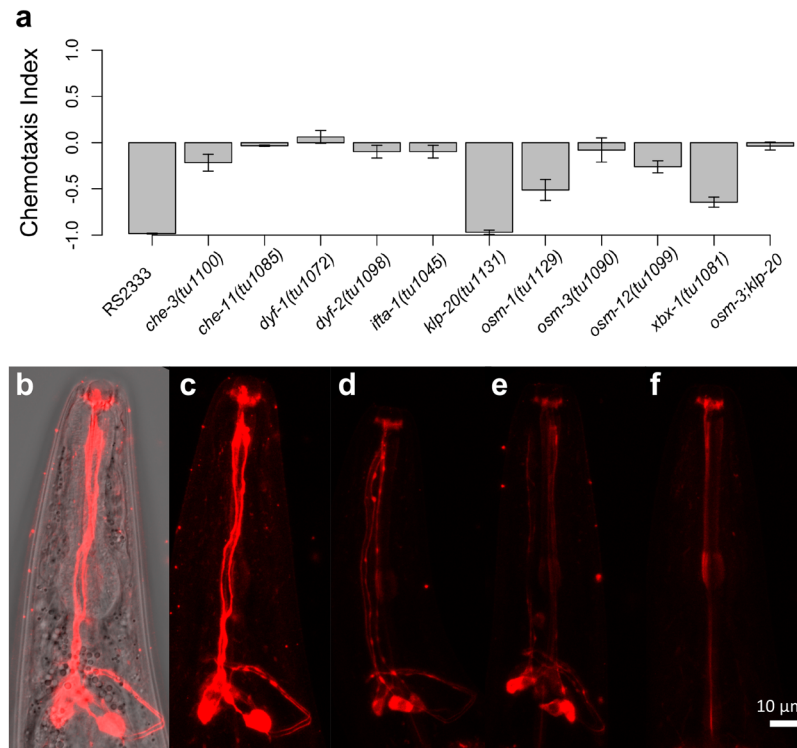 a
Chemotaxis Index
1.0
0.5
0.0
-0.5
-1.0
RS2333
che-3(tu1100)
che-11(tu1085)
dyf-1(tu1072)
dyf-2(tu1098)
ifta-1(tu1045)
klp-20(tu1131)
osm-1(tu1129)
osm-3(tu1090)
osm-12(tu1099)
xbx-1(tu1081)
osm-3;klp-20
b c d e f
10 µm